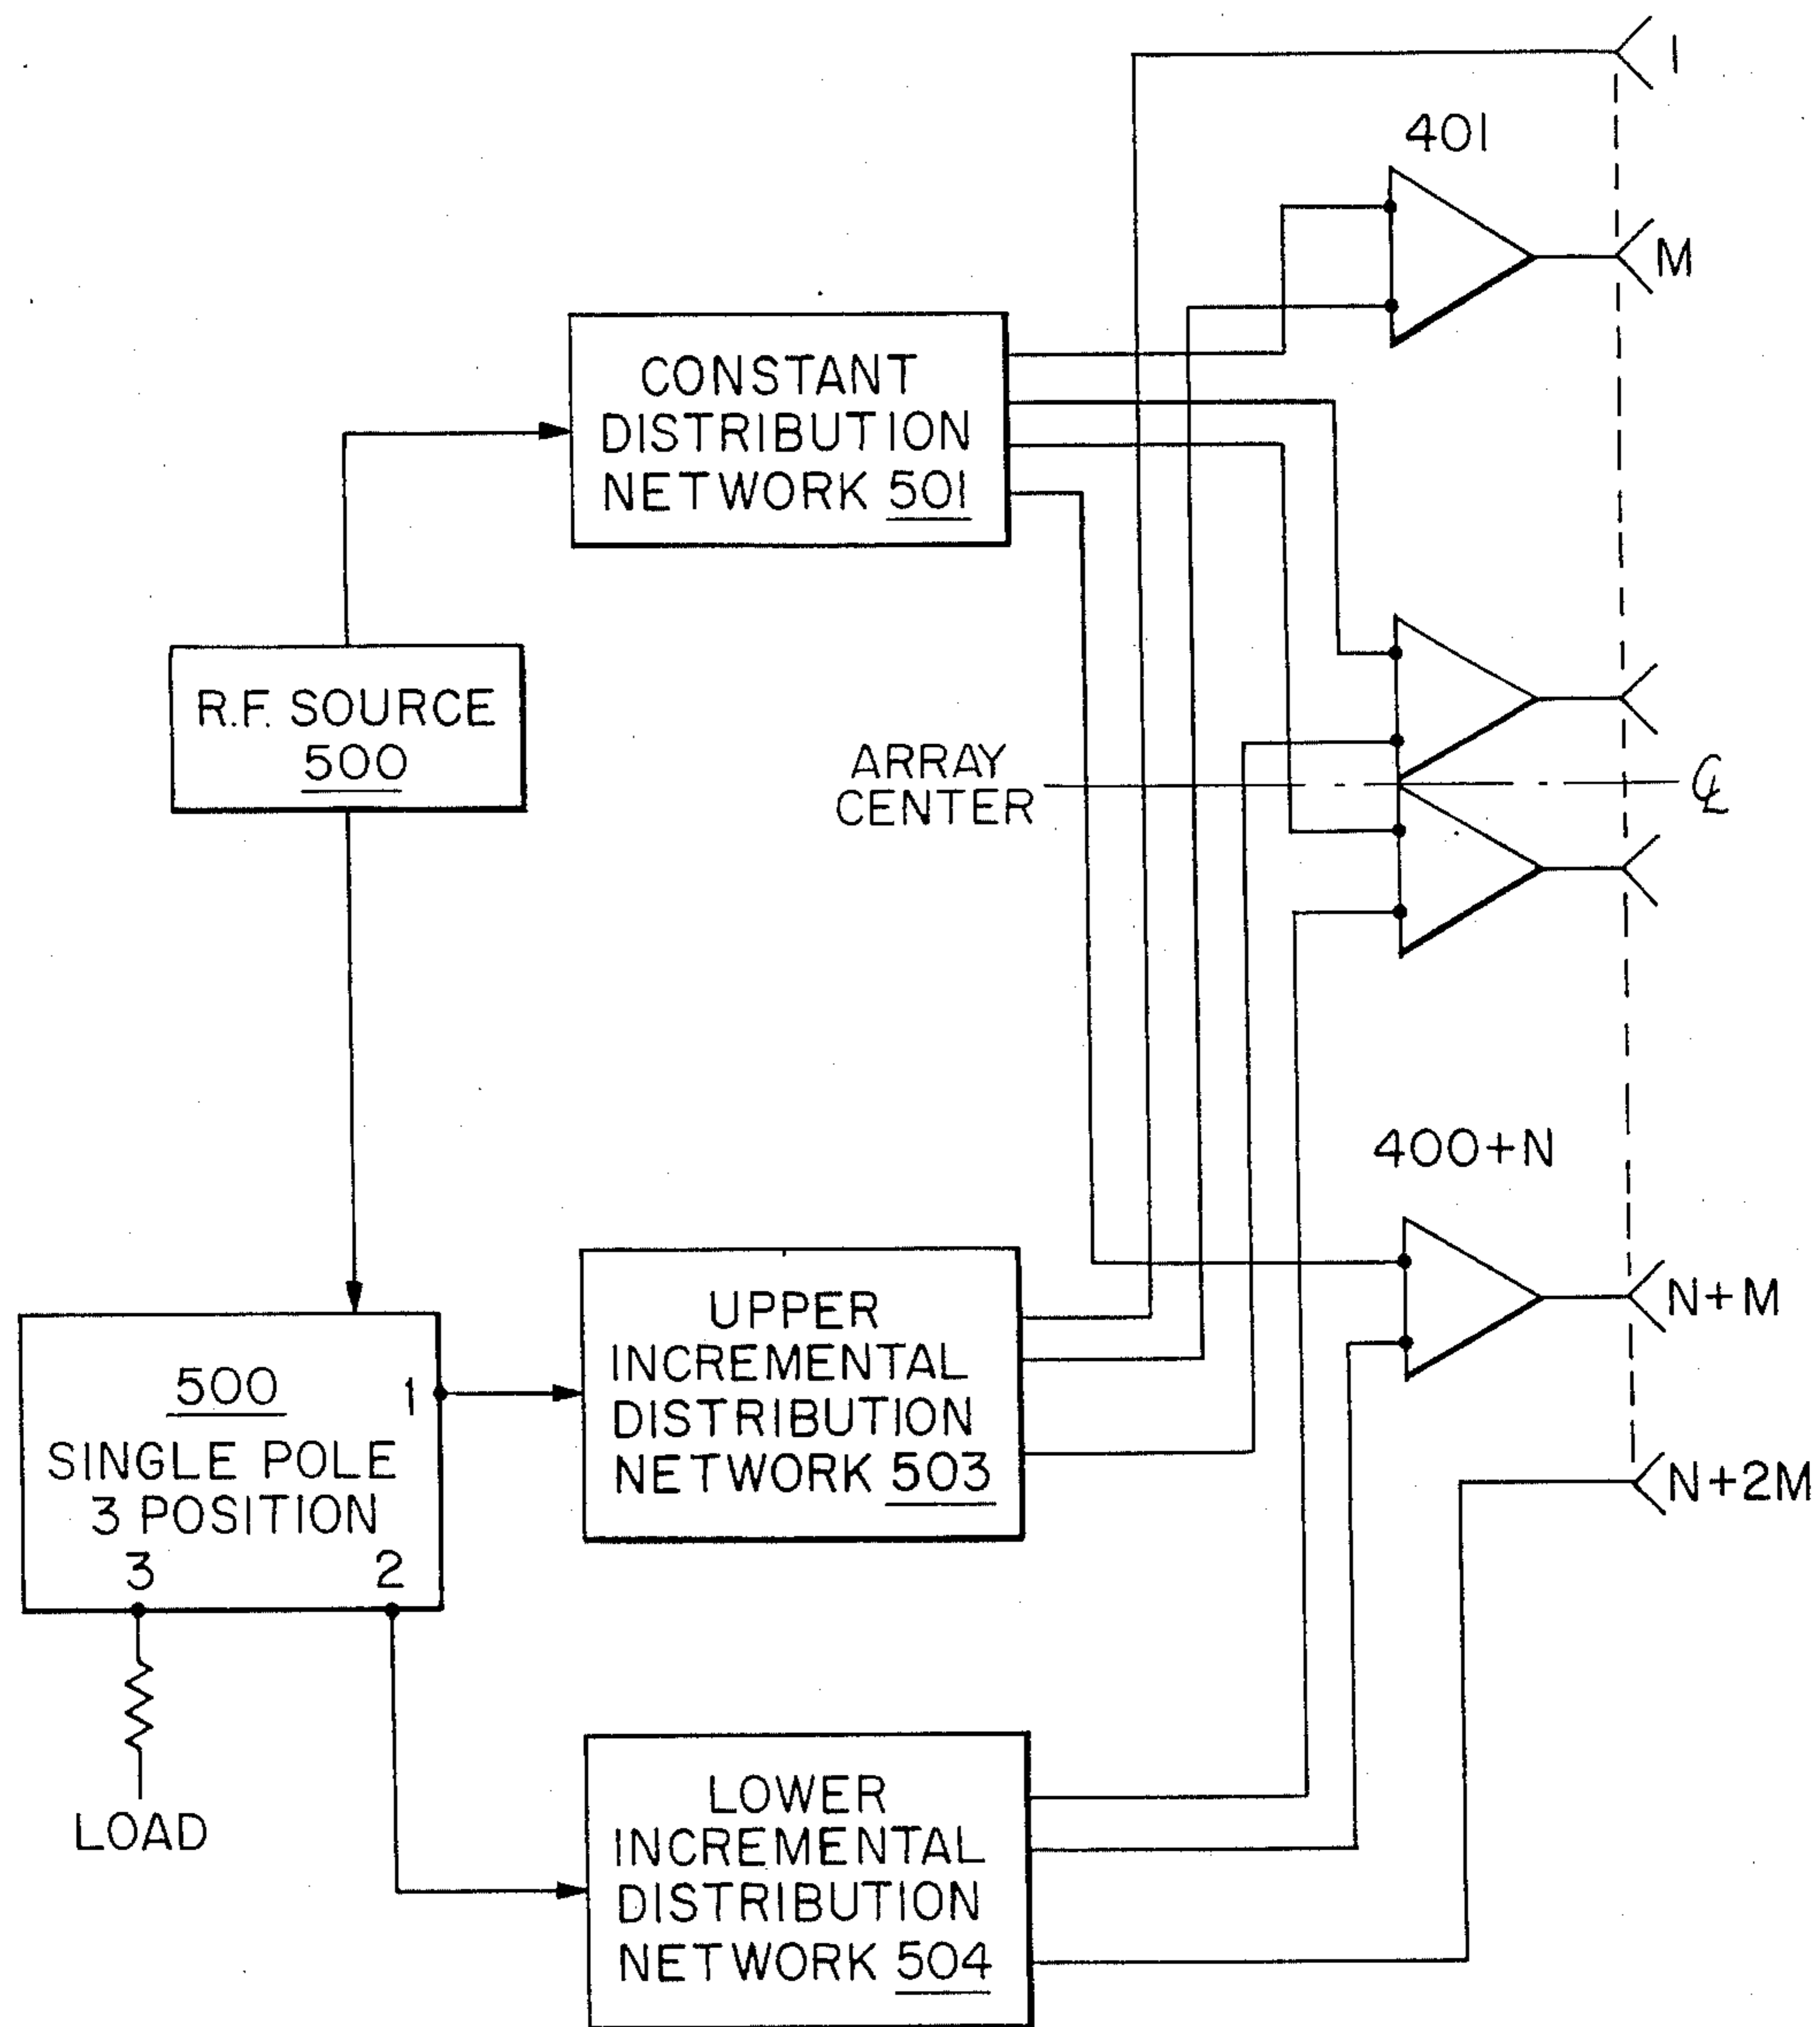 1
401
M
CONSTANT
DISTRIBUTION
NETWORK 501
R.F. SOURCE
500
ARRAY
CENTER
℄
400+N
N+M
UPPER
INCREMENTAL
DISTRIBUTION
NETWORK 503
500
1
SINGLE POLE
3 POSITION
3 2
N+2M
LOAD
LOWER
INCREMENTAL
DISTRIBUTION
NETWORK 504